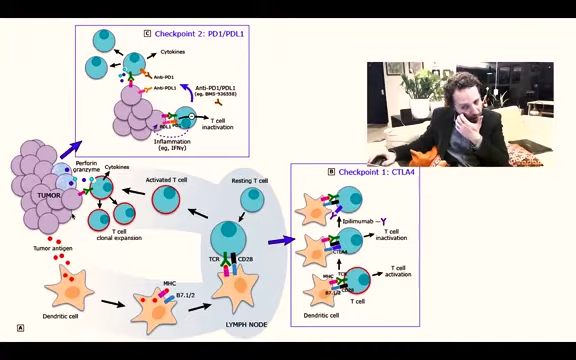 C Checkpoint 2: PD1/PDL1
Cytokines
Anti-PD1
Anti-PDL1
Anti-PD1/PDL1
(eg, BMS-936558)
T cell
inactivation
PDL1
Inflammation
(eg, IFNγ)
Perforin
granzyme
Cytokines
TUMOR
T cell
clonal expansion
Activated T cell
Resting T cell
Tumor antigen
Dendritic cell
MHC
B7.1/2
TCR
CD28
LYMPH NODE
A
B Checkpoint 1: CTLA4
Ipilimumab
T cell
inactivation
CTLA4
T cell
activation
MHC
TCR
B7.1/2
CD28
T cell
Dendritic cell